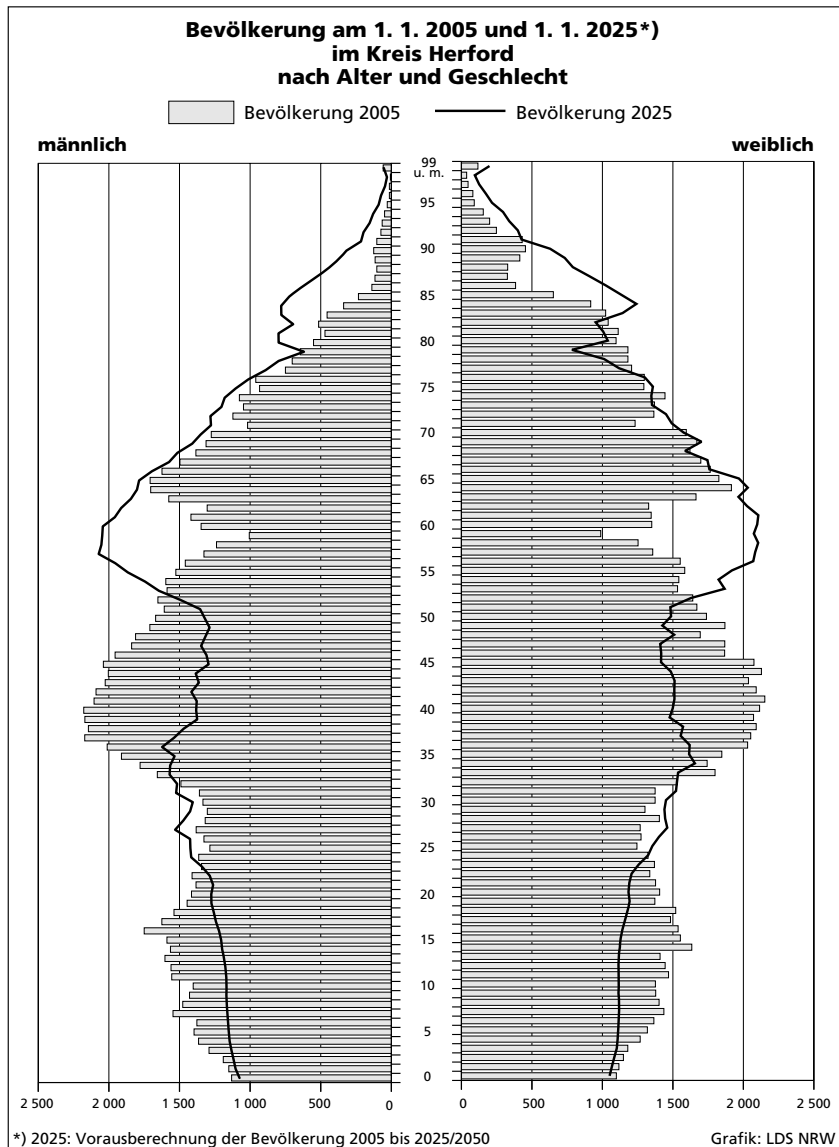 Bevölkerung am 1. 1. 2005 und 1. 1. 2025*)
im Kreis Herford
nach Alter und Geschlecht
Bevölkerung 2005 Bevölkerung 2025
männlich weiblich
99
u. m.
95
90
85
80
75
70
65
60
55
50
45
40
35
30
25
20
15
10
5
0
2 500 2 000 1 500 1 000 500 0 0 500 1 000 1 500 2 000 2 500
*) 2025: Vorausberechnung der Bevölkerung 2005 bis 2025/2050 Grafik: LDS NRW